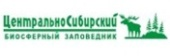 ЦентральноСибирский
БИОСФЕРНЫЙ ЗАПОВЕДНИК